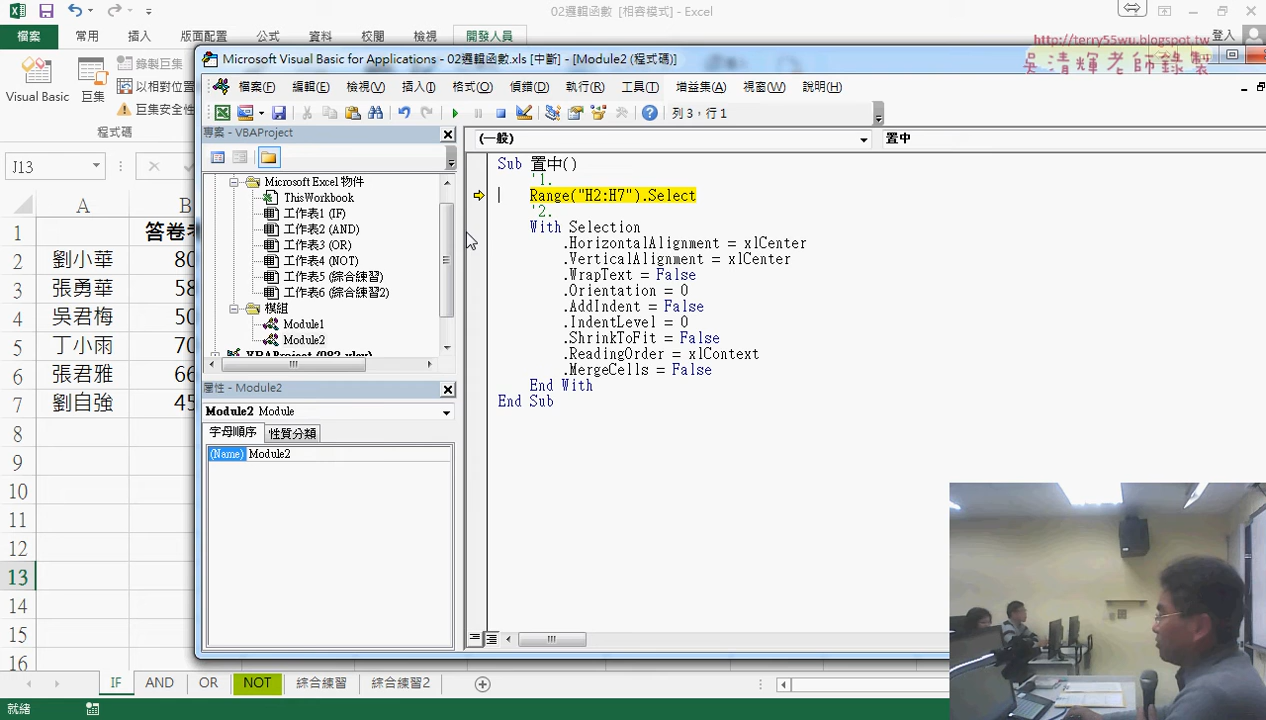 02邏輯函數 [相容模式] - Excel
檔案 常用 插入 版面配置 公式 資料 校閱 檢視 開發人員 登入
http://terry55wu.blogspot.tw
吳清輝老師錄製
Visual Basic 巨集
錄製巨集
以相對位置
巨集安全性
程式碼
J13
Microsoft Visual Basic for Applications - 02邏輯函數.xls [中斷] - [Module2 (程式碼)]
檔案(F) 編輯(E) 檢視(V) 插入(I) 格式(O) 偵錯(D) 執行(R) 工具(T) 增益集(A) 視窗(W) 說明(H)
列 3，行 1
專案 - VBAProject
Microsoft Excel 物件
ThisWorkbook
工作表1 (IF)
工作表2 (AND)
工作表3 (OR)
工作表4 (NOT)
工作表5 (綜合練習)
工作表6 (綜合練習2)
模組
Module1
Module2
屬性 - Module2
Module2 Module
字母順序 性質分類
(Name) Module2
(一般) 置中
Sub 置中()
'1.
Range("H2:H7").Select
'2.
With Selection
.HorizontalAlignment = xlCenter
.VerticalAlignment = xlCenter
.WrapText = False
.Orientation = 0
.AddIndent = False
.IndentLevel = 0
.ShrinkToFit = False
.ReadingOrder = xlContext
.MergeCells = False
End With
End Sub
A B
1 答卷
2 劉小華 80
3 張勇華 58
4 吳君梅 50
5 丁小雨 70
6 張君雅 66
7 劉自強 45
8
9
10
11
12
13
14
15
16
IF AND OR NOT 綜合練習 綜合練習2
就緒